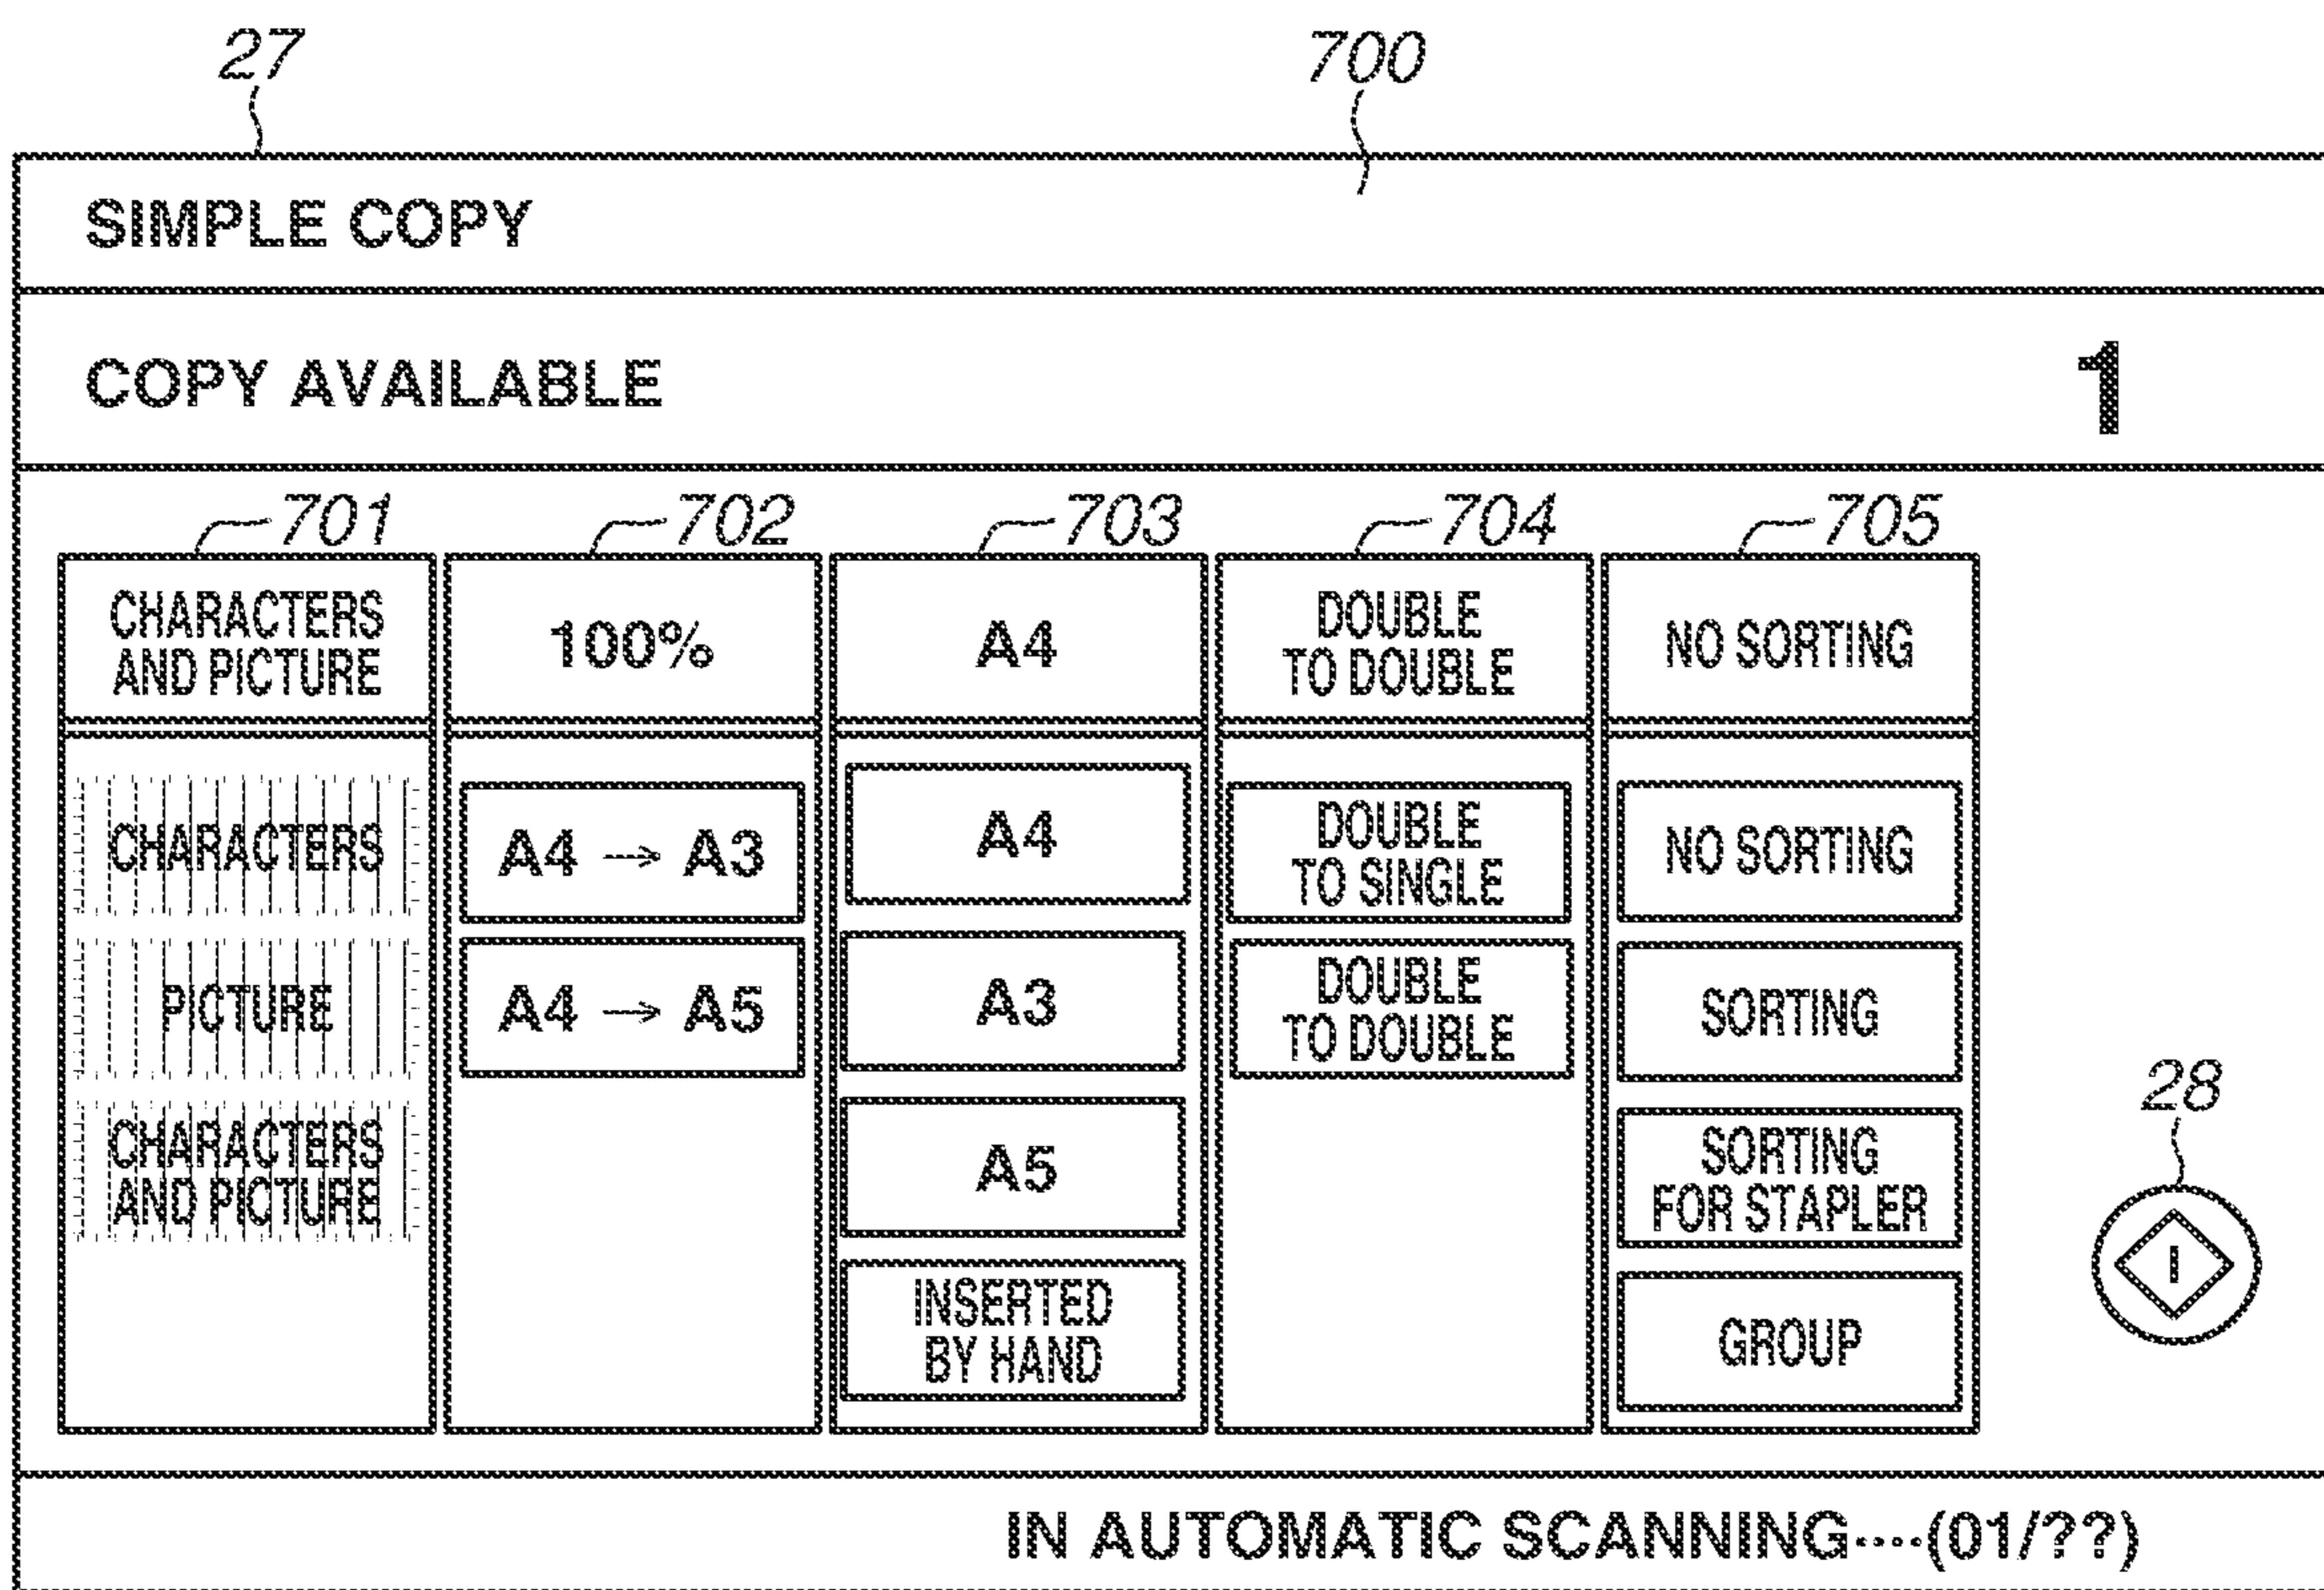 27
700
SIMPLE COPY
COPY AVAILABLE
1
701
702
703
704
705
CHARACTERS
AND PICTURE
100%
A4
DOUBLE
TO DOUBLE
NO SORTING
CHARACTERS
PICTURE
CHARACTERS
AND PICTURE
A4 → A3
A4 → A5
A4
A3
A5
INSERTED
BY HAND
DOUBLE
TO SINGLE
DOUBLE
TO DOUBLE
NO SORTING
SORTING
SORTING
FOR STAPLER
GROUP
28
IN AUTOMATIC SCANNING····(01/??)